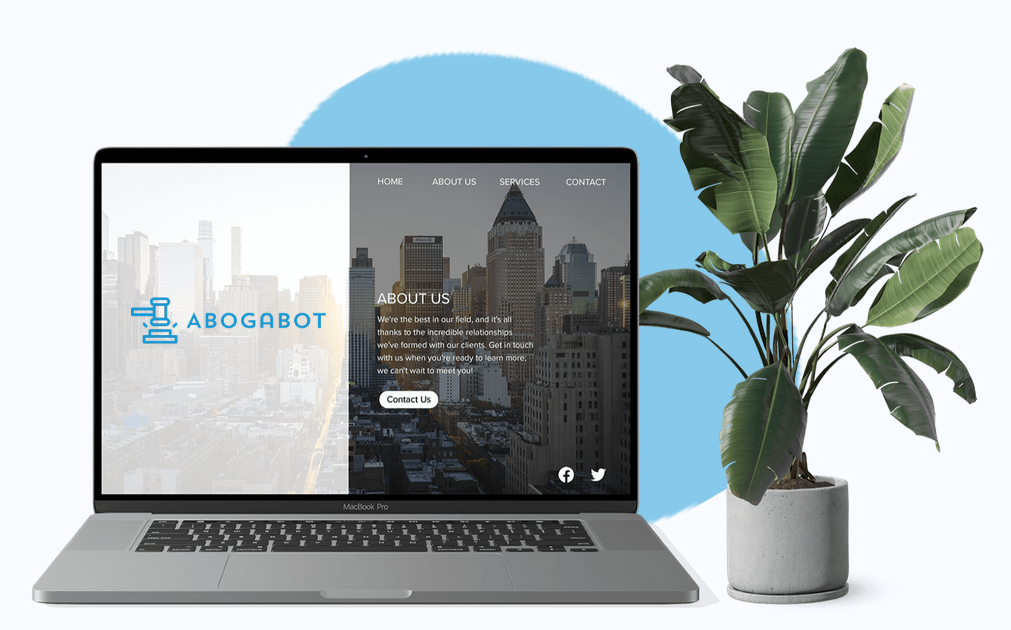 HOME ABOUT US SERVICES CONTACT
ABOGABOT
ABOUT US
We're the best in our field, and it's all
thanks to the incredible relationships
we've formed with our clients. Get in touch
with us when you're ready to learn more;
we can't wait to meet you!
Contact Us
MacBook Pro